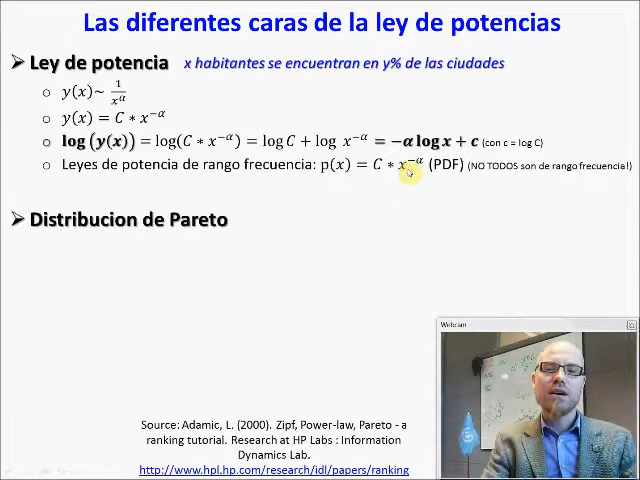 Las diferentes caras de la ley de potencias
➢ Ley de potencia x habitantes se encuentran en y% de las ciudades
○ y(x)~ 1/x^α
○ y(x) = C * x^−α
○ log (y(x)) = log(C * x^−α) = log C + log x^−α = −α log x + c (con c = log C)
○ Leyes de potencia de rango frecuencia: p(x) = C * x^−α (PDF) (NO TODOS son de rango frecuencia!)
➢ Distribucion de Pareto
Webcam
Source: Adamic, L. (2000). Zipf, Power-law, Pareto - a
ranking tutorial. Research at HP Labs : Information
Dynamics Lab.
http://www.hpl.hp.com/research/idl/papers/ranking